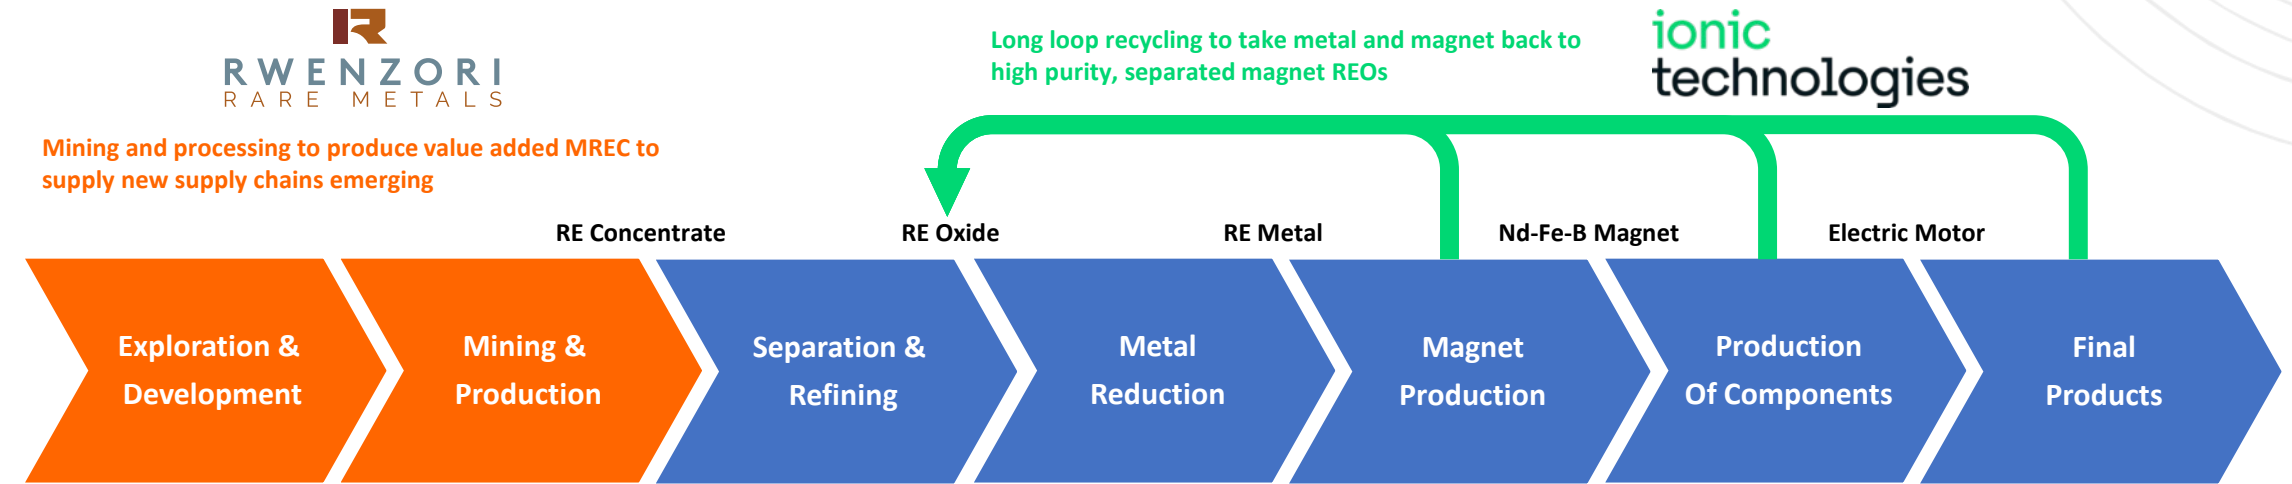 RWENZORI
RARE METALS
Mining and processing to produce value added MREC to
supply new supply chains emerging
Long loop recycling to take metal and magnet back to
high purity, separated magnet REOs
ionic
technologies
RE Concentrate
RE Oxide
RE Metal
Nd-Fe-B Magnet
Electric Motor
Exploration &
Development
Mining &
Production
Separation &
Refining
Metal
Reduction
Magnet
Production
Production
Of Components
Final
Products